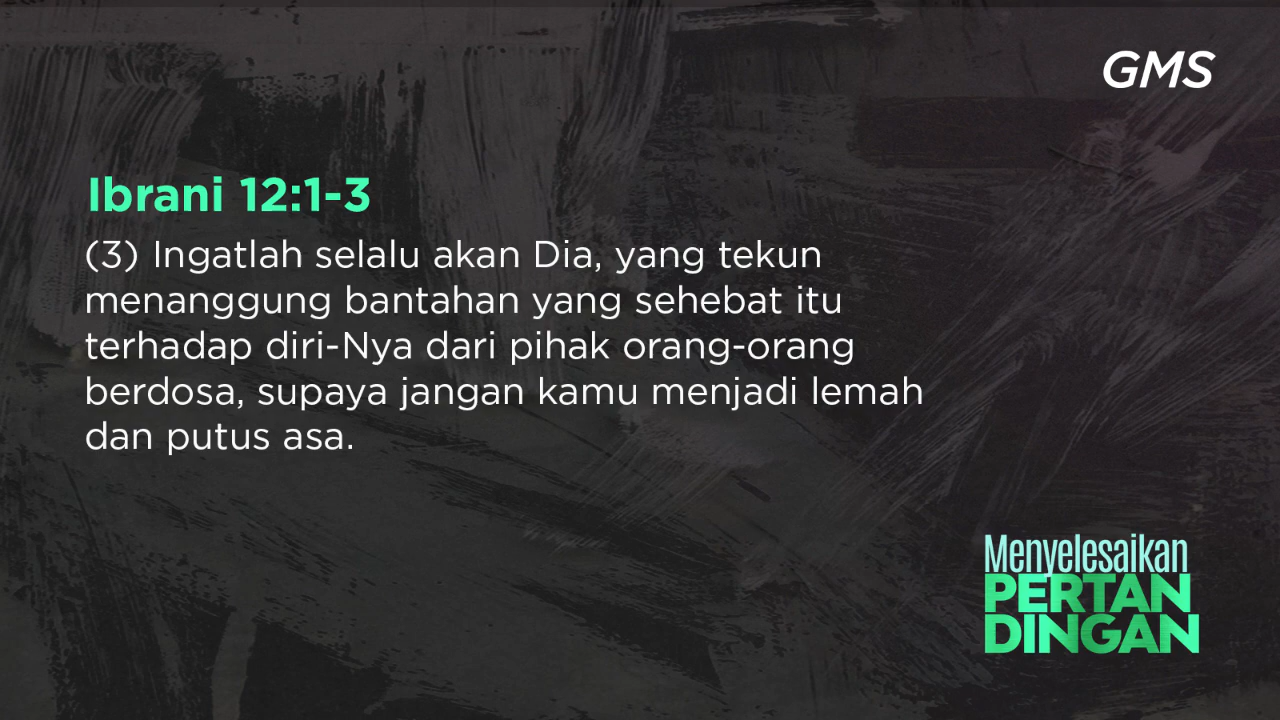 GMS
Ibrani 12:1-3
(3) Ingatlah selalu akan Dia, yang tekun
menanggung bantahan yang sehebat itu
terhadap diri-Nya dari pihak orang-orang
berdosa, supaya jangan kamu menjadi lemah
dan putus asa.
Menyelesaikan
PERTAN
DINGAN